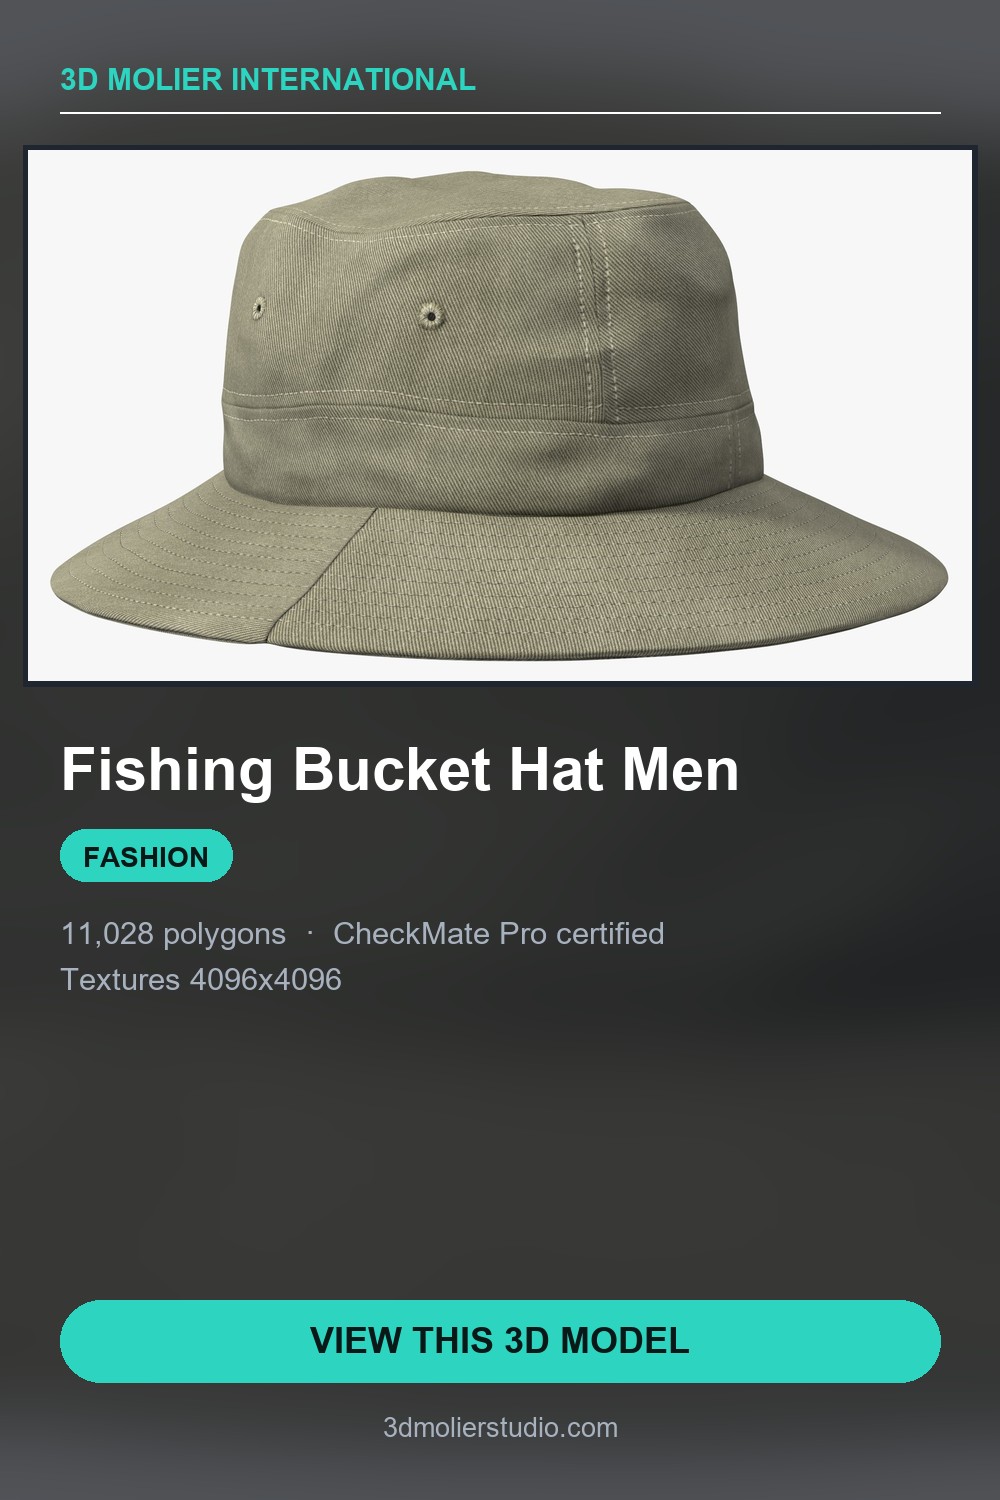 3D MOLIER INTERNATIONAL
Fishing Bucket Hat Men
FASHION
11,028 polygons · CheckMate Pro certified
Textures 4096x4096
VIEW THIS 3D MODEL
3dmolierstudio.com